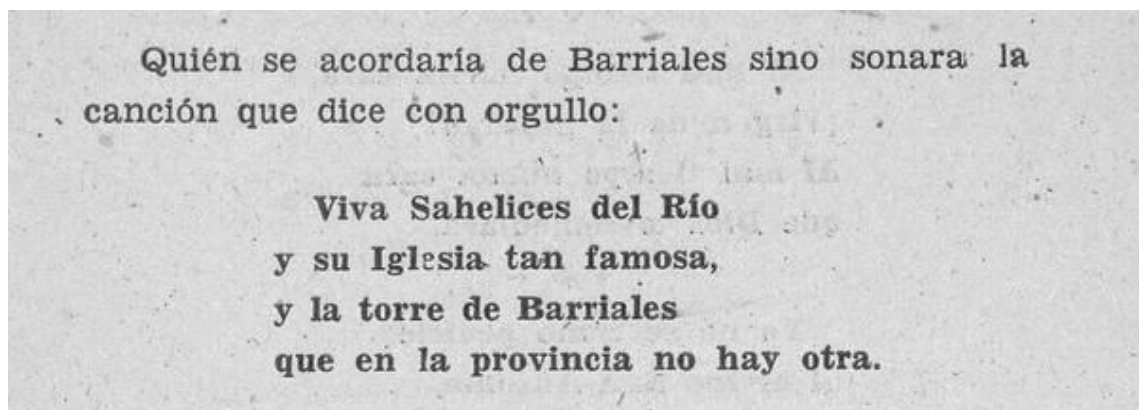 Quién se acordaría de Barriales sino sonara la
canción que dice con orgullo:
Viva Sahelices del Río
y su Iglesia tan famosa,
y la torre de Barriales
que en la provincia no hay otra.